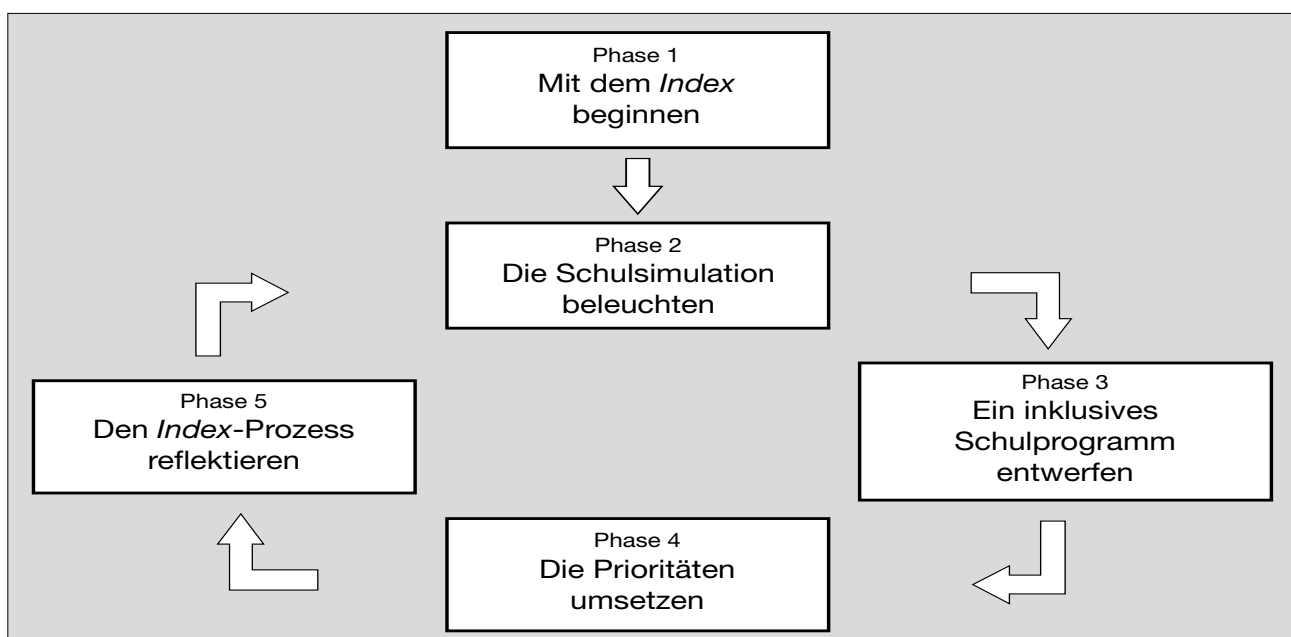 Phase 1
Mit dem Index
beginnen
Phase 2
Die Schulsimulation
beleuchten
Phase 3
Ein inklusives
Schulprogramm
entwerfen
Phase 4
Die Prioritäten
umsetzen
Phase 5
Den Index-Prozess
reflektieren